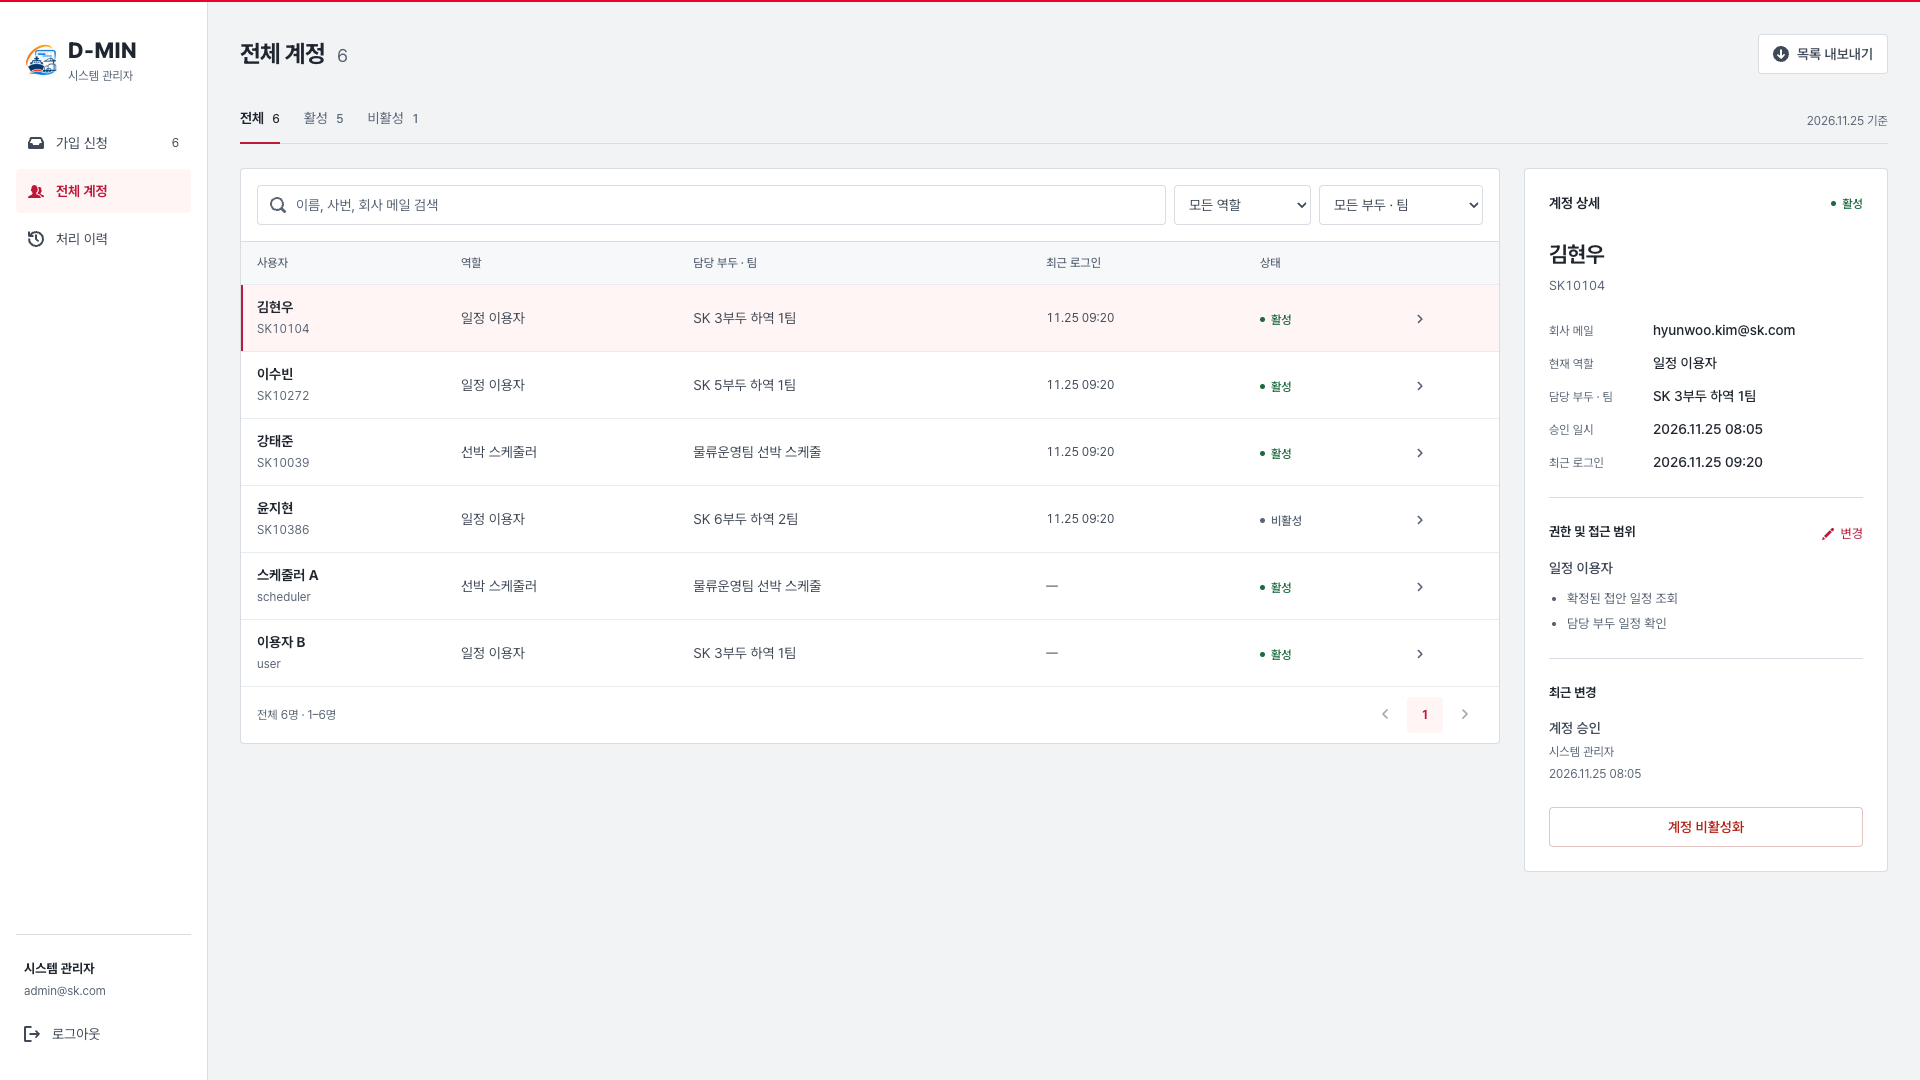 D-MIN
시스템 관리자
가입 신청 6
전체 계정
처리 이력
시스템 관리자
admin@sk.com
로그아웃
전체 계정 6
목록 내보내기
전체 6 활성 5 비활성 1
2026.11.25 기준
이름, 사번, 회사 메일 검색
모든 역할
모든 부두 · 팀
사용자 역할 담당 부두 · 팀 최근 로그인 상태
김현우
SK10104
일정 이용자 SK 3부두 하역 1팀 11.25 09:20 활성
이수빈
SK10272
일정 이용자 SK 5부두 하역 1팀 11.25 09:20 활성
강태준
SK10039
선박 스케줄러 물류운영팀 선박 스케줄 11.25 09:20 활성
윤지현
SK10386
일정 이용자 SK 6부두 하역 2팀 11.25 09:20 비활성
스케줄러 A
scheduler
선박 스케줄러 물류운영팀 선박 스케줄 — 활성
이용자 B
user
일정 이용자 SK 3부두 하역 1팀 — 활성
전체 6명 · 1–6명
1
계정 상세 활성
김현우
SK10104
회사 메일 hyunwoo.kim@sk.com
현재 역할 일정 이용자
담당 부두 · 팀 SK 3부두 하역 1팀
승인 일시 2026.11.25 08:05
최근 로그인 2026.11.25 09:20
권한 및 접근 범위 변경
일정 이용자
• 확정된 접안 일정 조회
• 담당 부두 일정 확인
최근 변경
계정 승인
시스템 관리자
2026.11.25 08:05
계정 비활성화